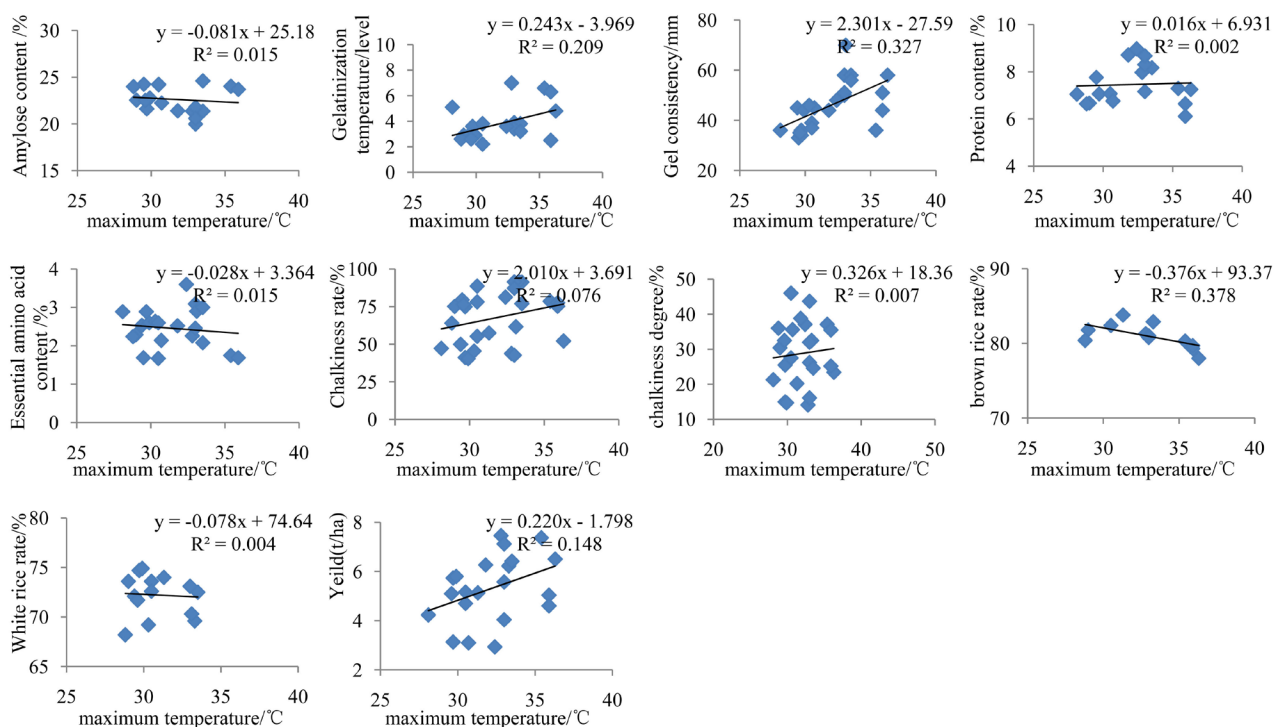 Amylose content /%
30
25
20
15
y = -0.081x + 25.18
R² = 0.015
25 30 35 40
maximum temperature/℃
Gelatinization
temperature/level
10
8
6
4
2
0
y = 0.243x - 3.969
R² = 0.209
25 30 35 40
maximum temperature/℃
Gel consistency/mm
80
60
40
20
y = 2.301x - 27.59
R² = 0.327
25 30 35 40
maximum temperature/℃
Protein content /%
10
8
6
4
y = 0.016x + 6.931
R² = 0.002
25 30 35 40
maximum temperature/℃
Essential amino acid
content /%
4
3
2
1
0
y = -0.028x + 3.364
R² = 0.015
25 30 35 40
maximum temperature/℃
Chalkiness rate/%
100
75
50
25
0
y = 2.010x + 3.691
R² = 0.076
25 30 35 40
maximum temperature/℃
chalkiness degree/%
50
40
30
20
10
y = 0.326x + 18.36
R² = 0.007
20 30 40 50
maximum temperature/℃
brown rice rate/%
90
80
70
y = -0.376x + 93.37
R² = 0.378
25 30 35 40
maximum temperature/℃
White rice rate/%
80
75
70
65
y = -0.078x + 74.64
R² = 0.004
25 30 35 40
maximum temperature/℃
Yeild(t/ha)
8
6
4
2
y = 0.220x - 1.798
R² = 0.148
25 30 35 40
maximum temperature/℃